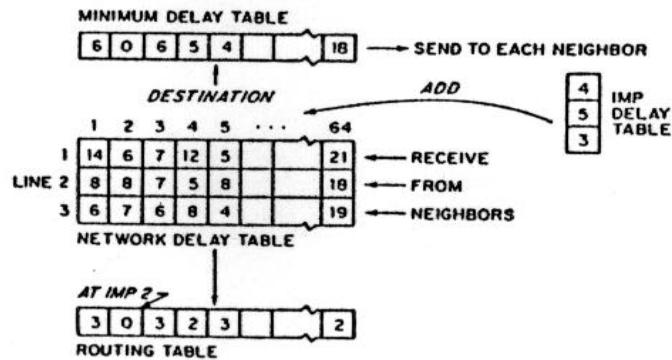 MINIMUM DELAY TABLE
6 0 6 5 4 18 SEND TO EACH NEIGHBOR
DESTINATION
ADD
4
5
3
IMP
DELAY
TABLE
1 2 3 4 5 ... 64
1 14 6 7 12 5 21 RECEIVE
LINE 2 8 8 7 5 8 18 FROM
3 6 7 6 8 4 19 NEIGHBORS
NETWORK DELAY TABLE
AT IMP 2
3 0 3 2 3 2
ROUTING TABLE